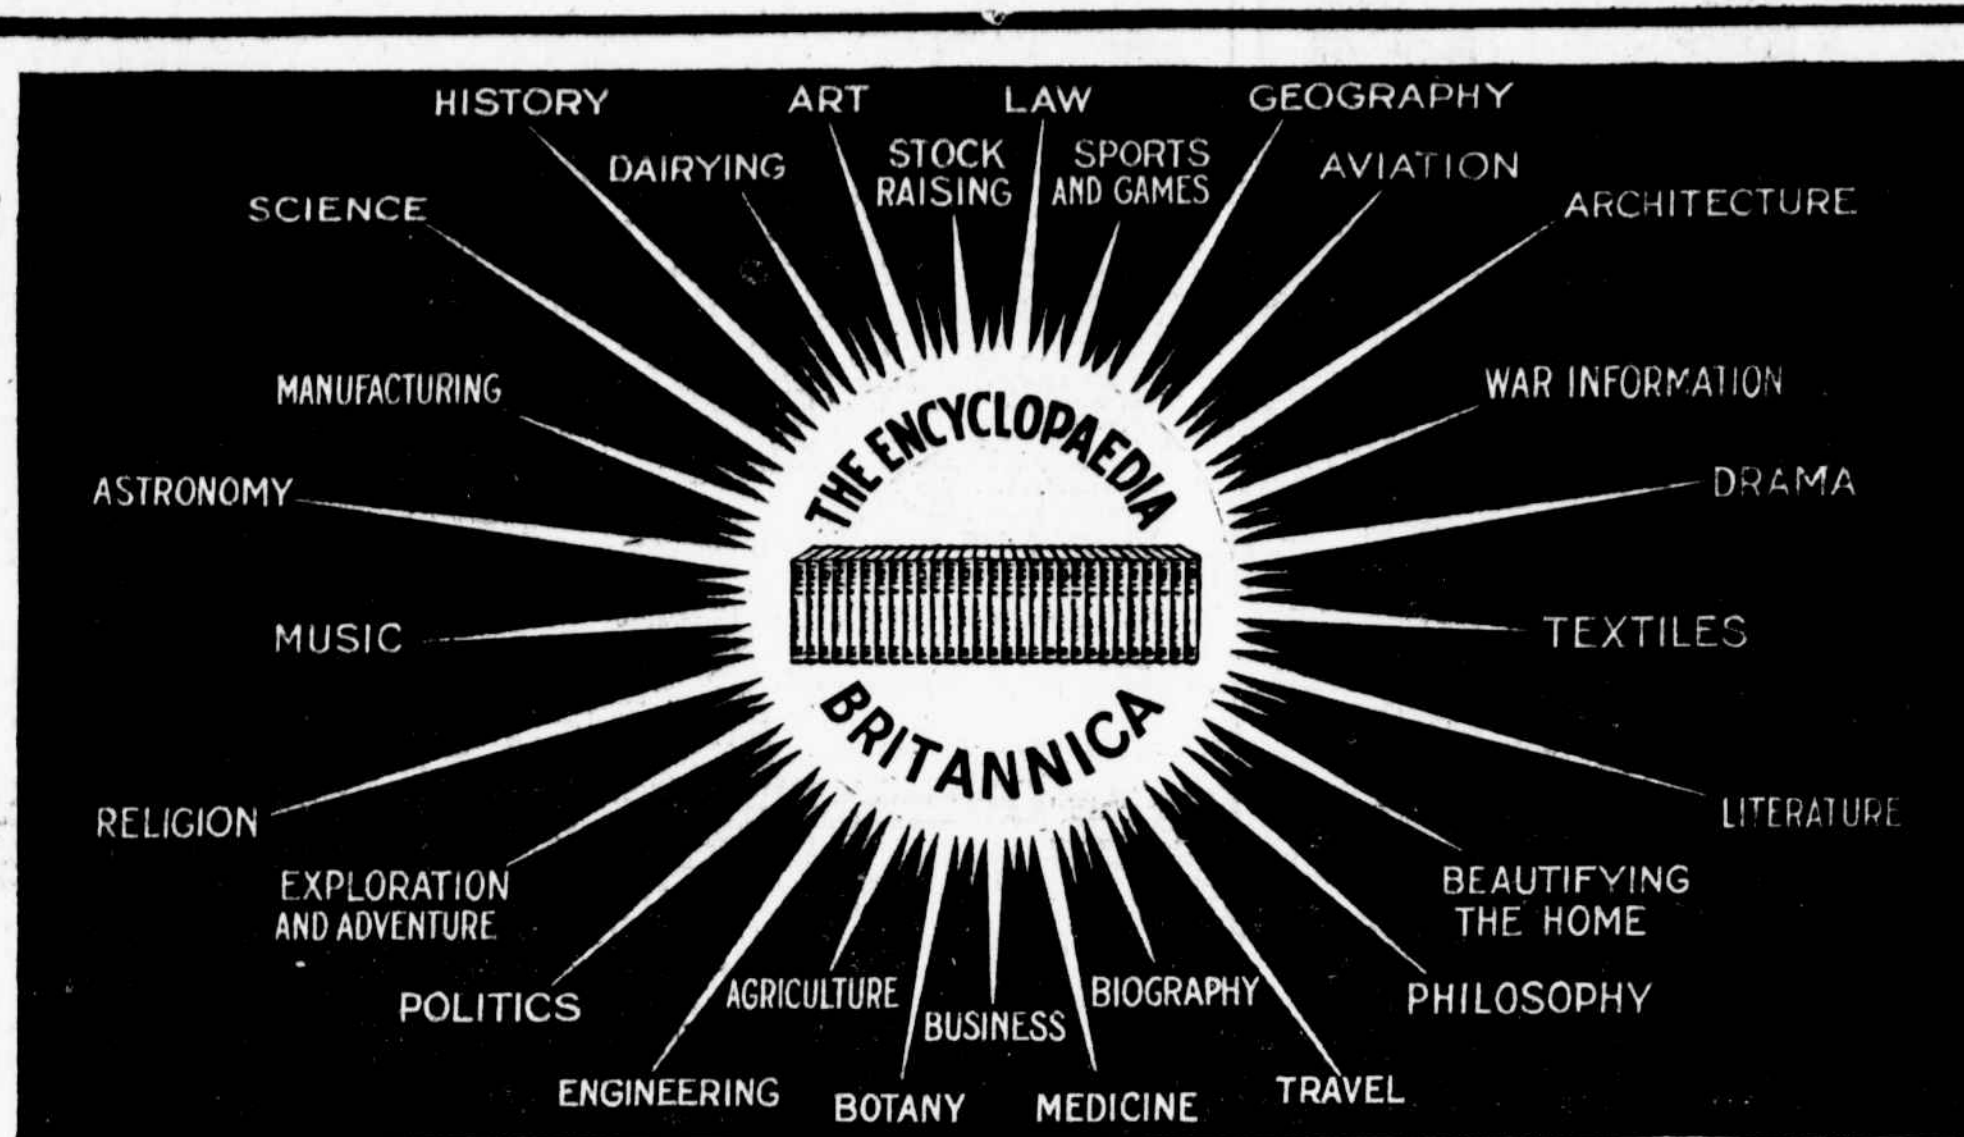 HISTORY
ART
LAW
GEOGRAPHY
DAIRYING
STOCK
RAISING
SPORTS
AND GAMES
AVIATION
SCIENCE
ARCHITECTURE
MANUFACTURING
WAR INFORMATION
ASTRONOMY
DRAMA
THE ENCYCLOPAEDIA
BRITANNICA
MUSIC
TEXTILES
RELIGION
LITERATURE
EXPLORATION
AND ADVENTURE
BEAUTIFYING
THE HOME
POLITICS
AGRICULTURE
BUSINESS
BIOGRAPHY
PHILOSOPHY
ENGINEERING
BOTANY
MEDICINE
TRAVEL